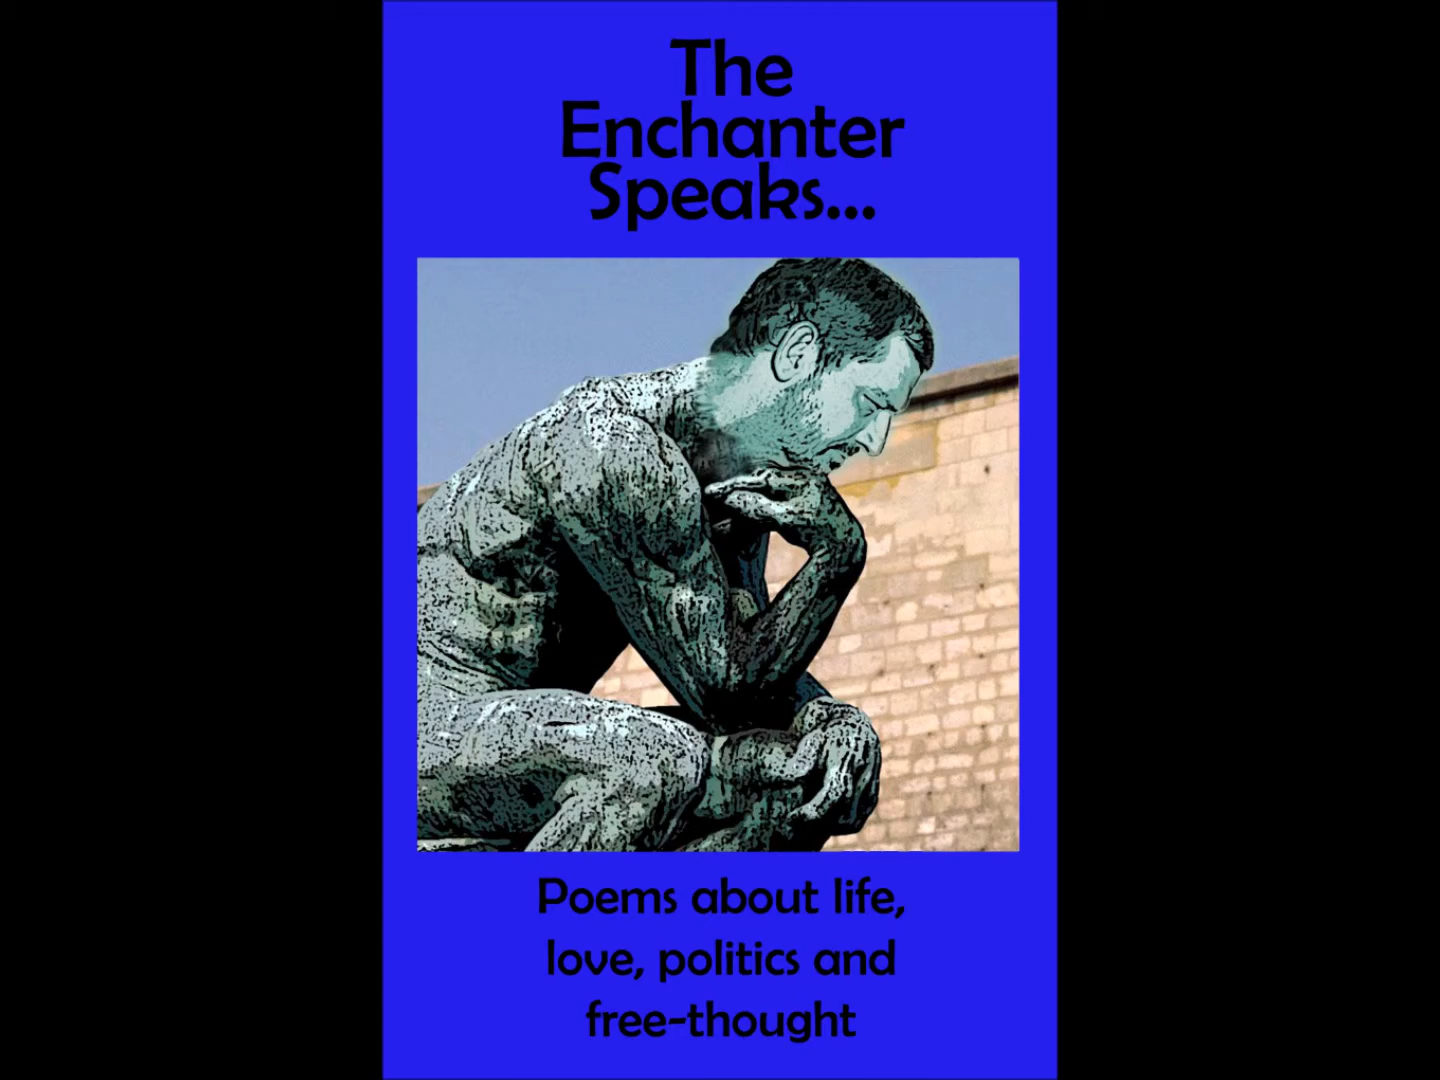 The
Enchanter
Speaks...
Poems about life,
love, politics and
free-thought